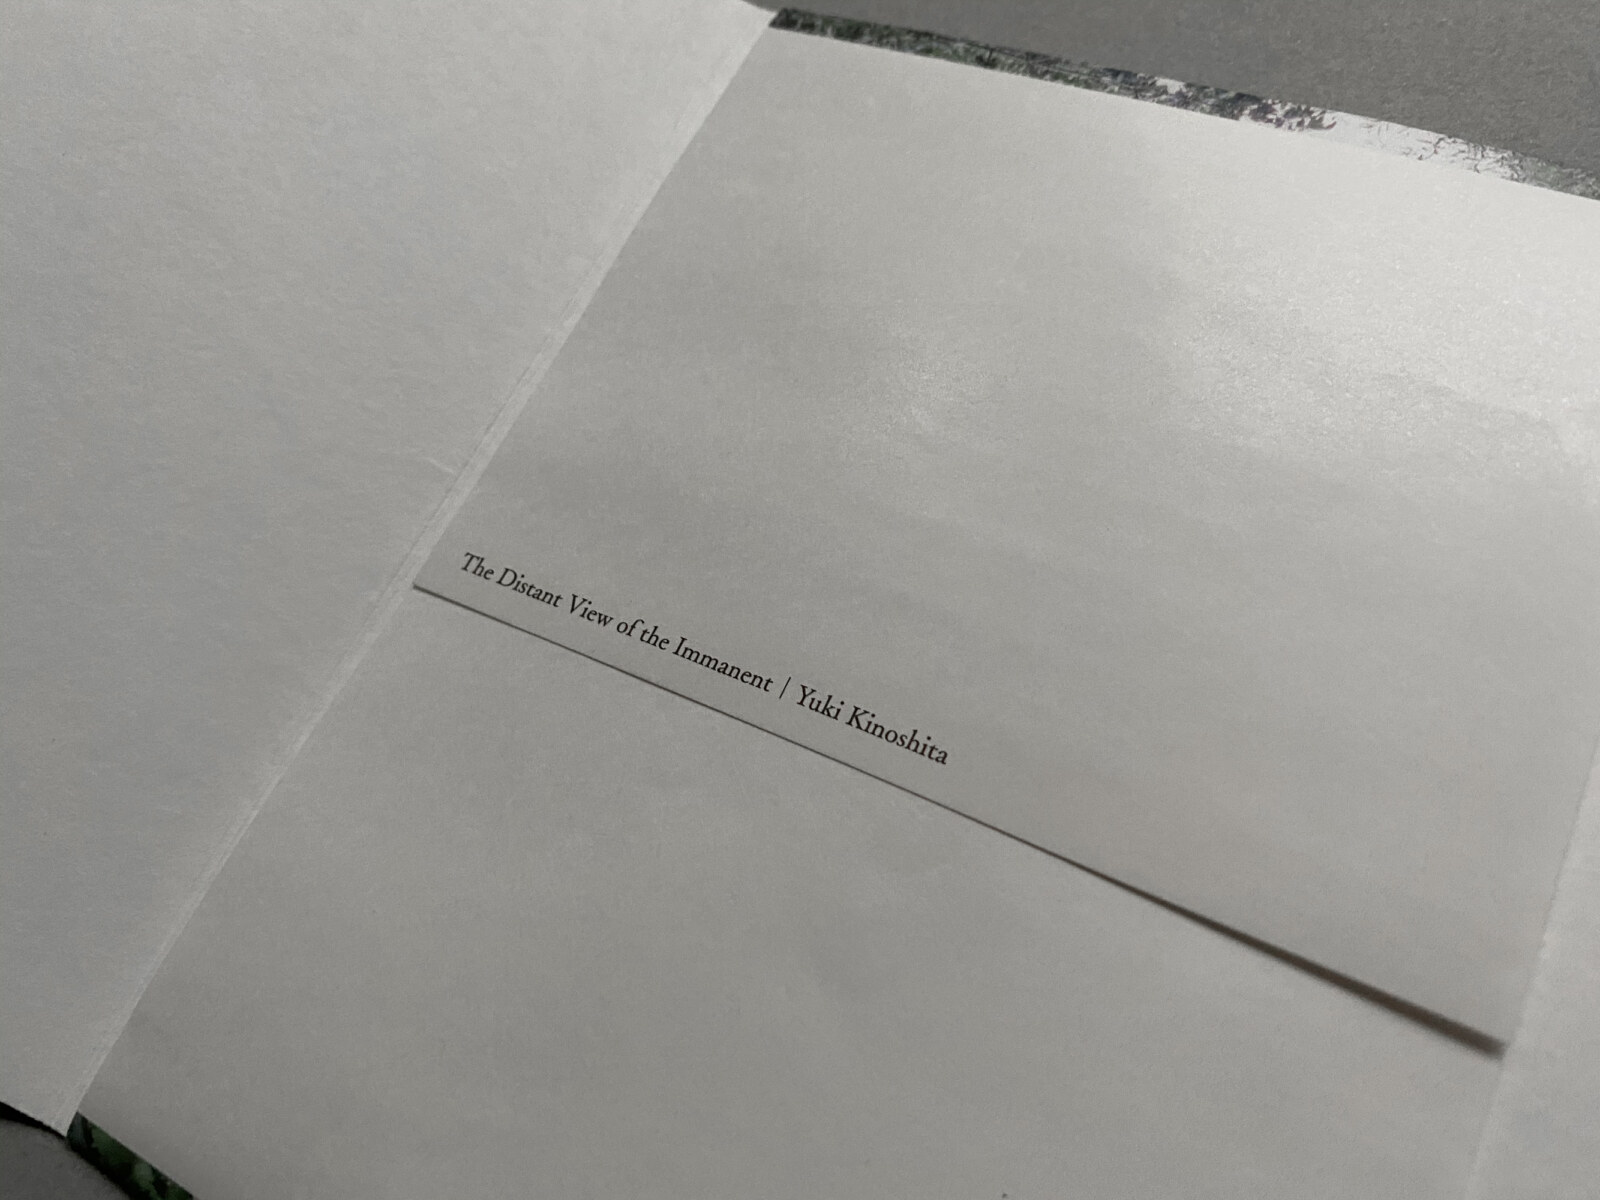 The Distant View of the Immanent / Yuki Kinoshita